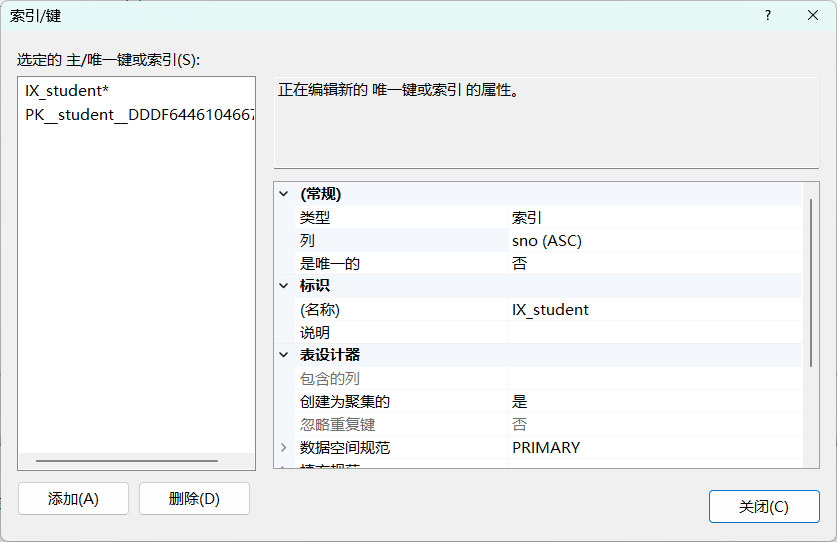 索引/键
?
选定的 主/唯一键或索引(S):
IX_student*
PK__student__DDDF6446104667
正在编辑新的 唯一键或索引 的属性。
(常规)
类型 索引
列 sno (ASC)
是唯一的 否
标识
(名称) IX_student
说明
表设计器
包含的列
创建为聚集的 是
忽略重复键 否
数据空间规范 PRIMARY
添加(A) 删除(D)
关闭(C)